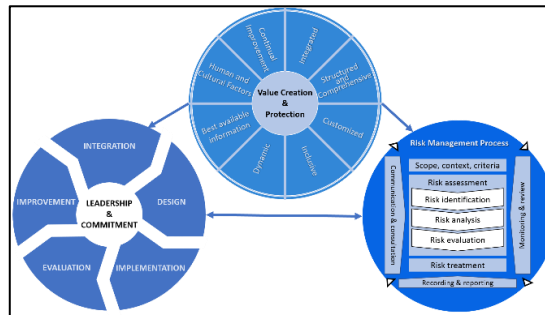 Continual
Improvement
Integrated
Human and
Cultural Factors
Structured
and
Comprehensive
Value Creation
&
Protection
Best available
information
Customized
Dynamic
Inclusive
INTEGRATION
IMPROVEMENT
DESIGN
LEADERSHIP
&
COMMITMENT
EVALUATION
IMPLEMENTATION
Risk Management Process
Scope, context, criteria
Risk assessment
Risk identification
Risk analysis
Risk evaluation
Risk treatment
Communication & consultation
Monitoring & review
Recording & reporting